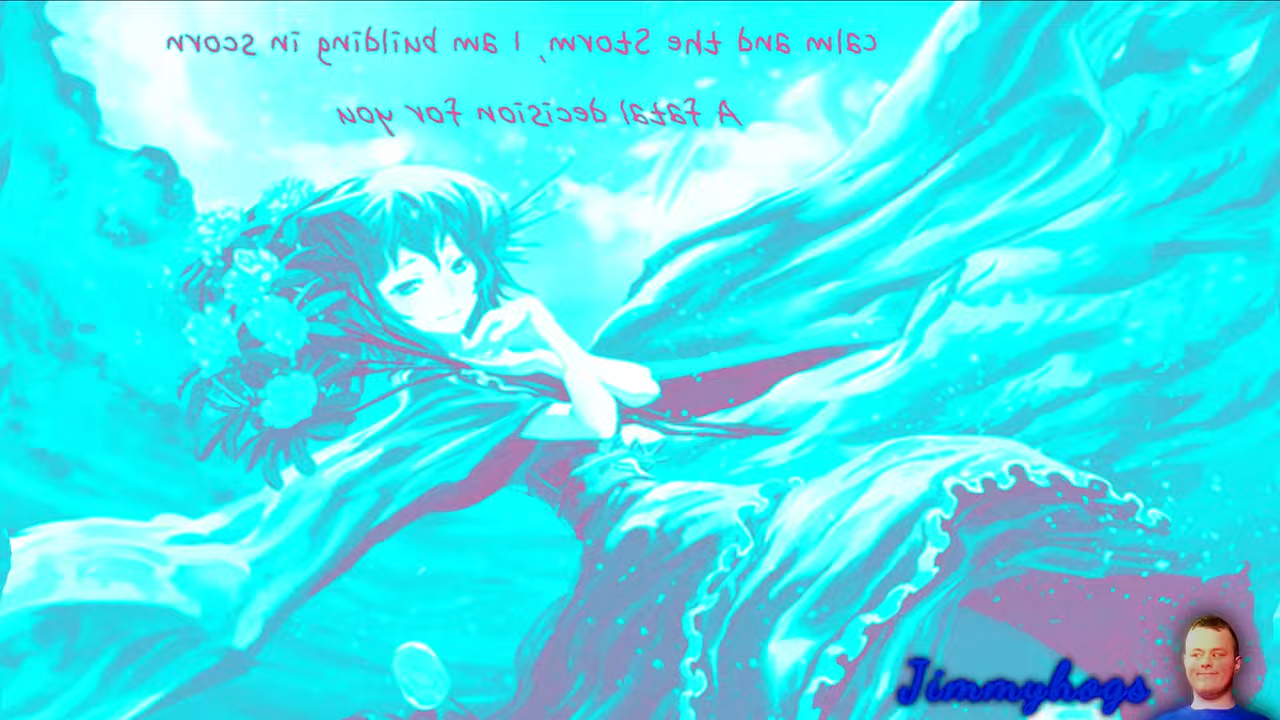 calm and the Storm, I am building in scorn
A fatal decision for you
Jimmyhogs